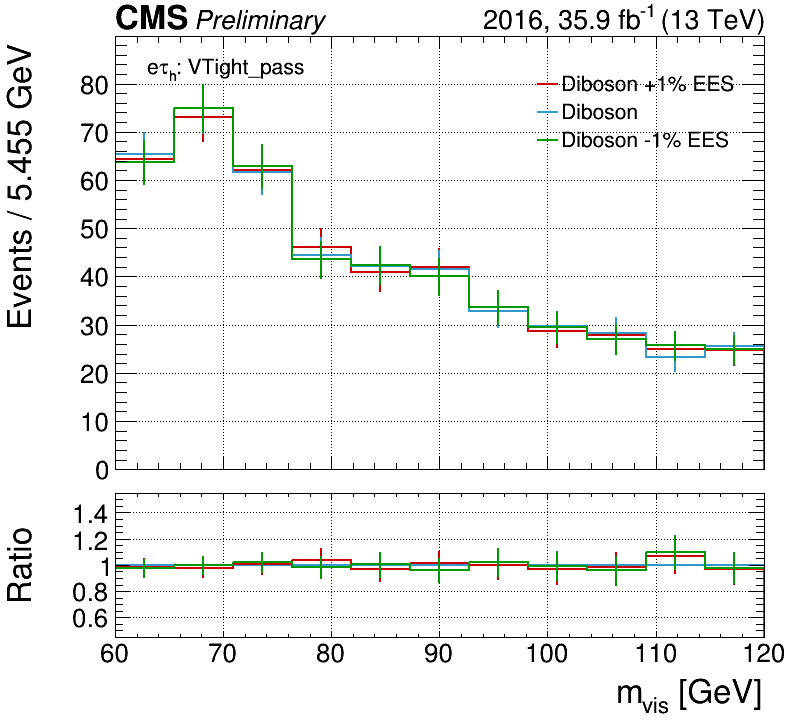 CMS Preliminary 2016, 35.9 fb⁻¹ (13 TeV)
eτₕ: VTight_pass
Diboson +1% EES
Diboson
Diboson -1% EES
Events / 5.455 GeV
80
70
60
50
40
30
20
10
0
Ratio
1.4
1.2
1
0.8
0.6
60 70 80 90 100 110 120
m_vis [GeV]